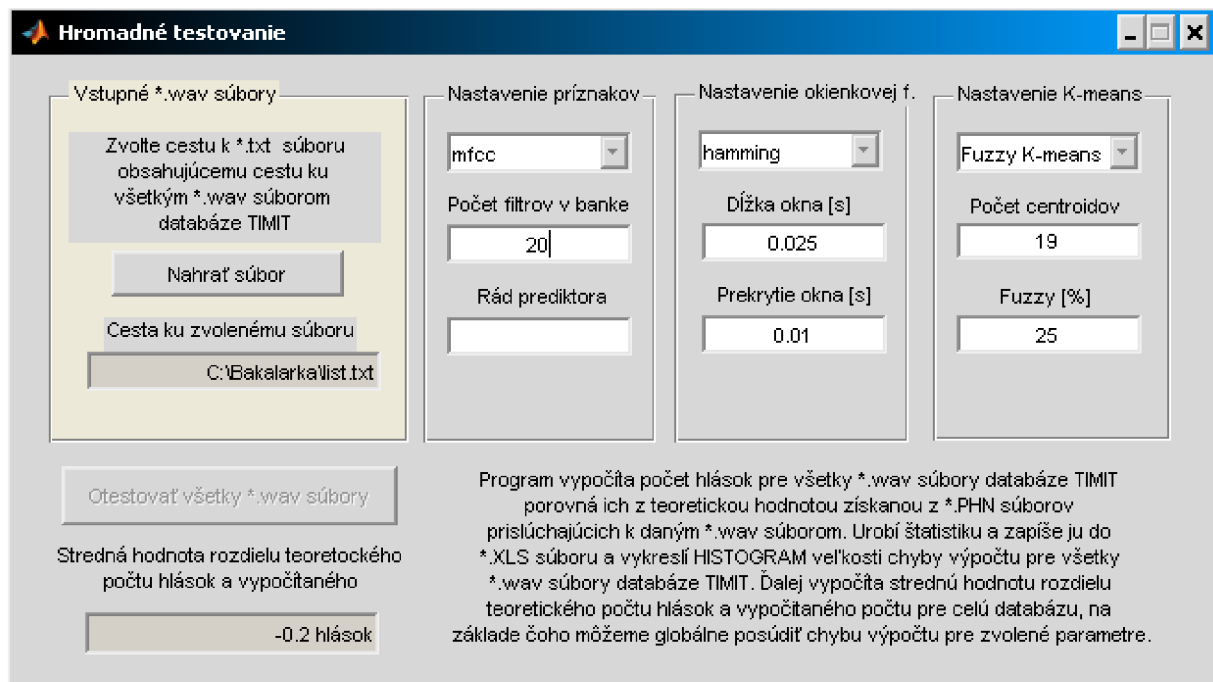 Hromadné testovanie
Vstupné *.wav súbory
Zvoľte cestu k *.txt súboru
obsahujúcemu cestu ku
všetkým *.wav súborom
databáze TIMIT
Nahrať súbor
Cesta ku zvolenému súboru
C:\Bakalarka\list.txt
Nastavenie príznakov
mfcc
Počet filtrov v banke
20
Rád prediktora
Nastavenie okienkovej f.
hamming
Dĺžka okna [s]
0.025
Prekrytie okna [s]
0.01
Nastavenie K-means
Fuzzy K-means
Počet centroidov
19
Fuzzy [%]
25
Otestovať všetky *.wav súbory
Stredná hodnota rozdielu teoretockého
počtu hlások a vypočítaného
-0.2 hlások
Program vypočíta počet hlások pre všetky *.wav súbory databáze TIMIT
porovná ich z teoretickou hodnotou získanou z *.PHN súborov
prislúchajúcich k daným *.wav súborom. Urobí štatistiku a zapíše ju do
*.XLS súboru a vykreslí HISTOGRAM veľkosti chyby výpočtu pre všetky
*.wav súbory databáze TIMIT. Ďalej vypočíta strednú hodnotu rozdielu
teoretického počtu hlások a vypočitaného počtu pre celú databázu, na
základe čoho môžeme globálne posúdiť chybu výpočtu pre zvolené parametre.